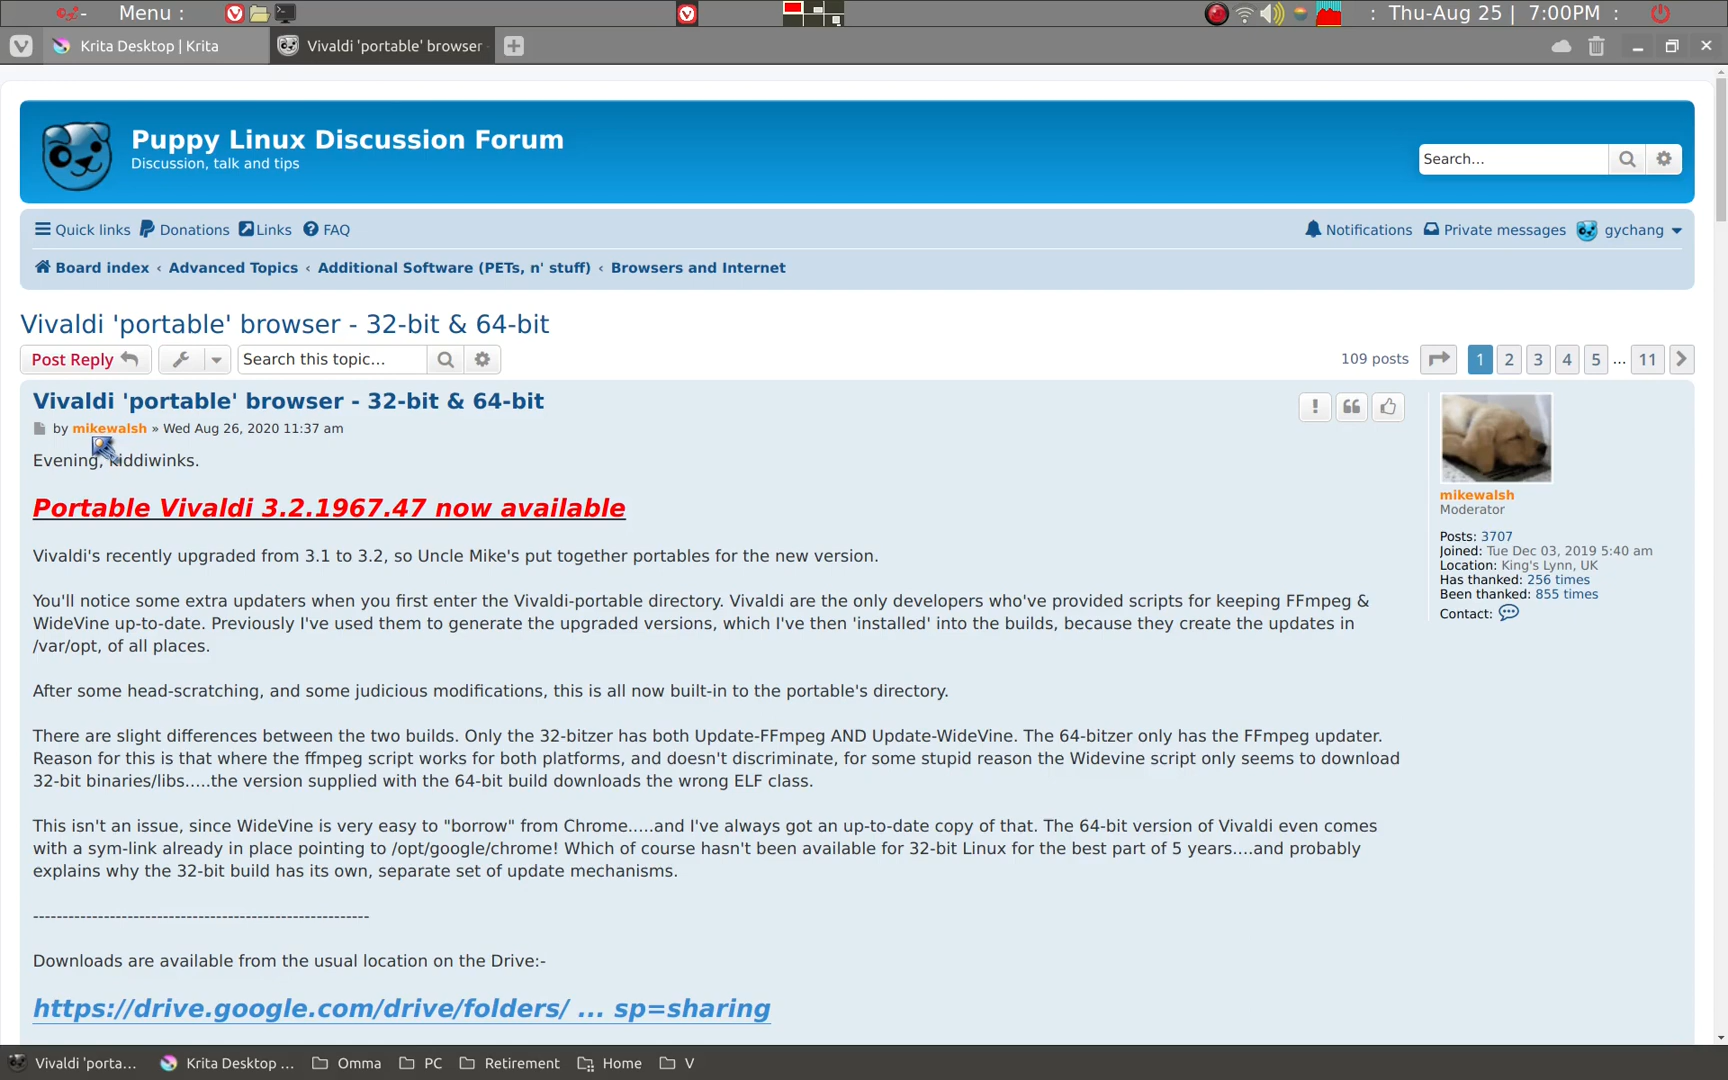 Menu :
: Thu-Aug 25 | 7:00PM :
Krita Desktop | Krita
Vivaldi 'portable' browser
Puppy Linux Discussion Forum
Discussion, talk and tips
Search...
Quick links Donations Links FAQ
Notifications Private messages gychang
Board index ‹ Advanced Topics ‹ Additional Software (PETs, n' stuff) ‹ Browsers and Internet
Vivaldi 'portable' browser - 32-bit & 64-bit
Post Reply Search this topic... 109 posts 1 2 3 4 5 ... 11
Vivaldi 'portable' browser - 32-bit & 64-bit
by mikewalsh » Wed Aug 26, 2020 11:37 am
Evening, kiddiwinks.
Portable Vivaldi 3.2.1967.47 now available
Vivaldi's recently upgraded from 3.1 to 3.2, so Uncle Mike's put together portables for the new version.
You'll notice some extra updaters when you first enter the Vivaldi-portable directory. Vivaldi are the only developers who've provided scripts for keeping FFmpeg &
WideVine up-to-date. Previously I've used them to generate the upgraded versions, which I've then 'installed' into the builds, because they create the updates in
/var/opt, of all places.
After some head-scratching, and some judicious modifications, this is all now built-in to the portable's directory.
There are slight differences between the two builds. Only the 32-bitzer has both Update-FFmpeg AND Update-WideVine. The 64-bitzer only has the FFmpeg updater.
Reason for this is that where the ffmpeg script works for both platforms, and doesn't discriminate, for some stupid reason the Widevine script only seems to download
32-bit binaries/libs.....the version supplied with the 64-bit build downloads the wrong ELF class.
This isn't an issue, since WideVine is very easy to "borrow" from Chrome.....and I've always got an up-to-date copy of that. The 64-bit version of Vivaldi even comes
with a sym-link already in place pointing to /opt/google/chrome! Which of course hasn't been available for 32-bit Linux for the best part of 5 years....and probably
explains why the 32-bit build has its own, separate set of update mechanisms.
---------------------------------------------------------
Downloads are available from the usual location on the Drive:-
https://drive.google.com/drive/folders/ ... sp=sharing
mikewalsh
Moderator
Posts: 3707
Joined: Tue Dec 03, 2019 5:40 am
Location: King's Lynn, UK
Has thanked: 256 times
Been thanked: 855 times
Contact:
Vivaldi 'porta... Krita Desktop ... Omma PC Retirement Home V